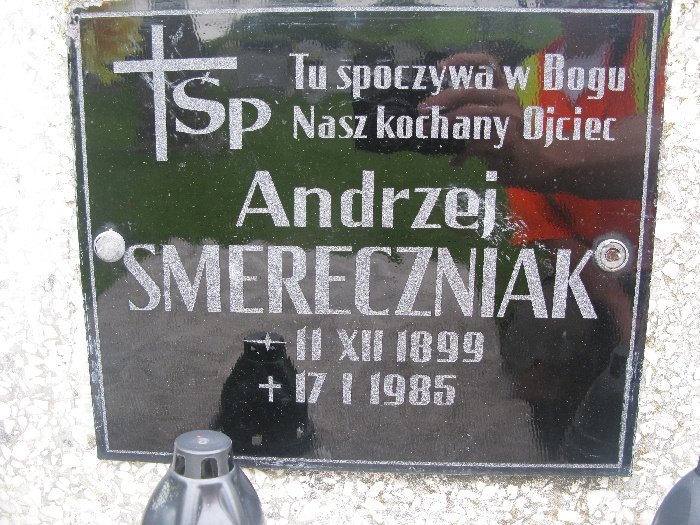 Śp
Tu spoczywa w Bogu
Nasz kochany Ojciec
Andrzej
SMERECZNIAK
11 XII 1899
+ 17 I 1985